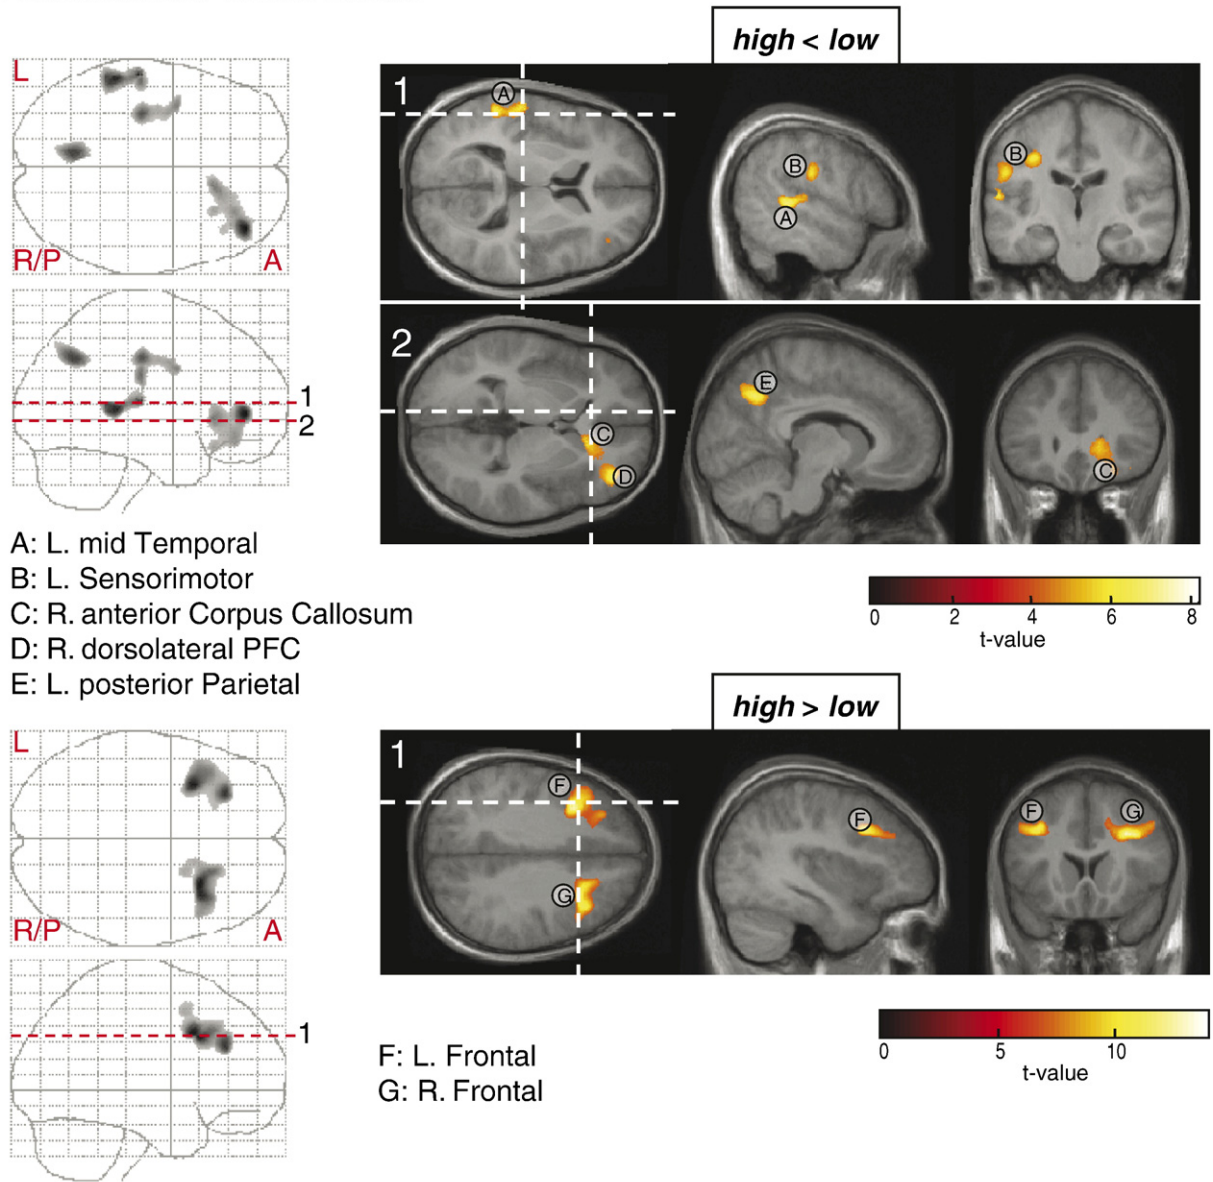 high < low
L
R/P A
1
2
1
A
B
B
2
C
D
E
C
A: L. mid Temporal
B: L. Sensorimotor
C: R. anterior Corpus Callosum
D: R. dorsolateral PFC
E: L. posterior Parietal
0 2 4 6 8
t-value
high > low
L
R/P A
1
1
F
G
F
F
G
F: L. Frontal
G: R. Frontal
0 5 10
t-value